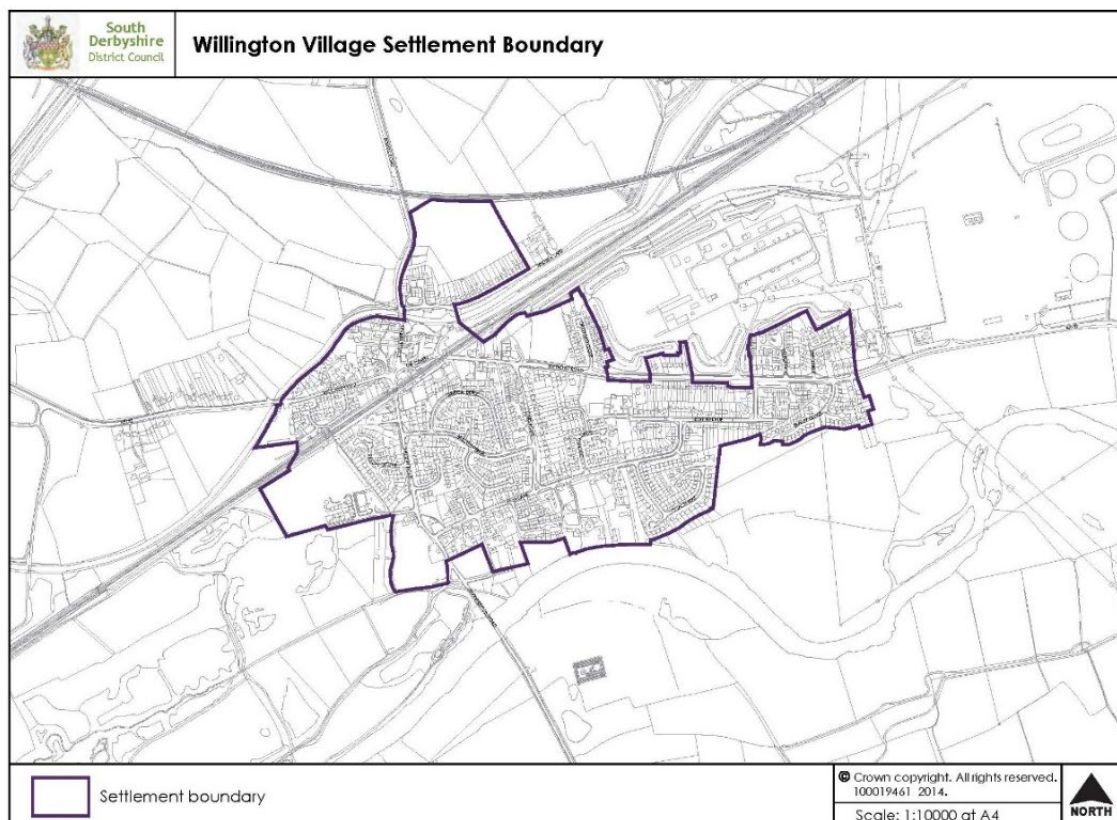 South
Derbyshire
District Council
Willington Village Settlement Boundary
Settlement boundary
© Crown copyright. All rights reserved.
100019461 2014.
Scale: 1:10000 at A4
NORTH